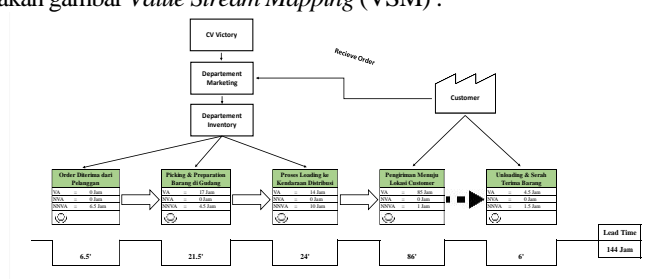 akan gambar Value Stream Mapping (VSM) :
CV Victory
Recieve Order
Departement
Marketing
Customer
Departement
Inventory
Order Diterima dari
Pelanggan
VA = 0 Jam
NVA = 0 Jam
NNVA = 6.5 Jam
Picking & Preparation
Barang di Gudang
VA = 17 Jam
NVA = 0 Jam
NNVA = 4.5 Jam
Proses Loading ke
Kendaraan Distribusi
VA = 14 Jam
NVA = 0 Jam
NNVA = 10 Jam
Pengiriman Menuju
Lokasi Customer
VA = 85 Jam
NVA = 0 Jam
NNVA = 1 Jam
Unloading & Serah
Terima Barang
VA = 4.5 Jam
NVA = 0 Jam
NNVA = 1.5 Jam
Lead Time
144 Jam
6.5'
21.5'
24'
86'
6'